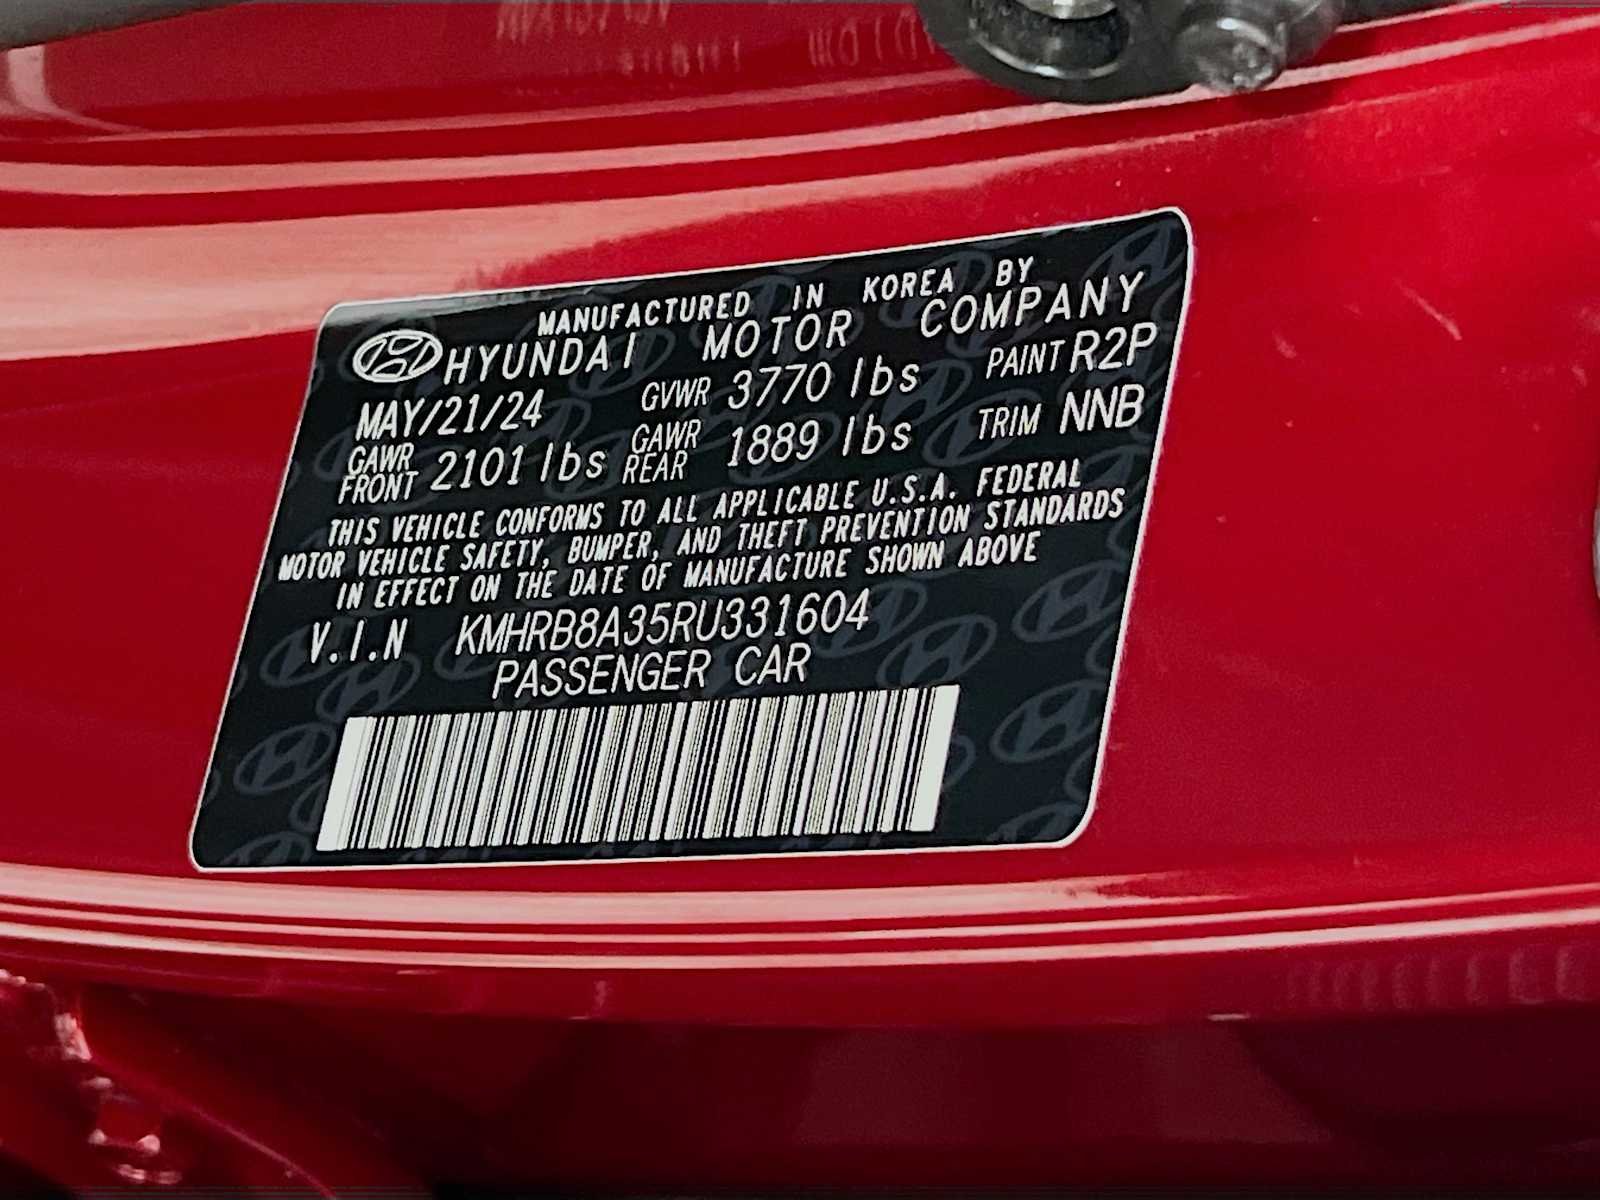 MANUFACTURED IN KOREA BY
HYUNDAI MOTOR COMPANY
MAY/21/24 GVWR 3770 lbs PAINT R2P
GAWR FRONT 2101 lbs GAWR REAR 1889 lbs TRIM NNB
THIS VEHICLE CONFORMS TO ALL APPLICABLE U.S.A. FEDERAL
MOTOR VEHICLE SAFETY, BUMPER, AND THEFT PREVENTION STANDARDS
IN EFFECT ON THE DATE OF MANUFACTURE SHOWN ABOVE
V.I.N KMHRB8A35RU331604
PASSENGER CAR